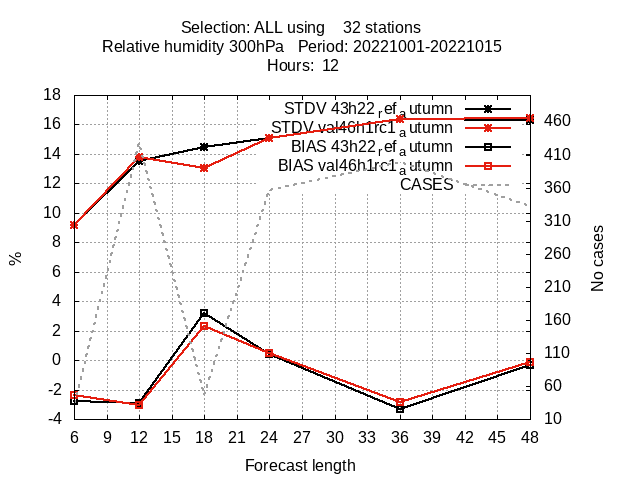 Selection: ALL using    32 stations
Relative humidity 300hPa   Period: 20221001-20221015
Hours: 12
STDV 43h22_ref_autumn
STDV val46h1rc1_autumn
BIAS 43h22_ref_autumn
BIAS val46h1rc1_autumn
CASES
%
18
16
14
12
10
8
6
4
2
0
-2
-4
460
410
360
310
260
210
160
110
60
10
No cases
6 9 12 15 18 21 24 27 30 33 36 39 42 45 48
Forecast length